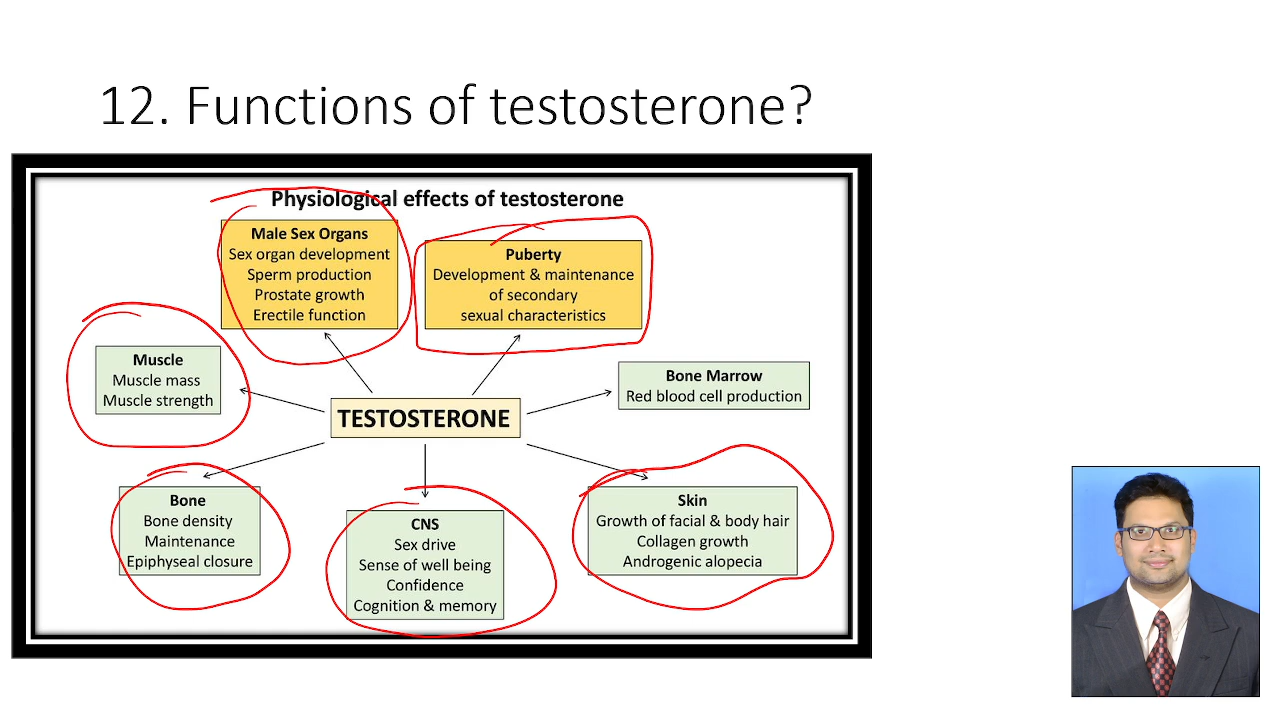 12. Functions of testosterone?
Physiological effects of testosterone
Male Sex Organs
Sex organ development
Sperm production
Prostate growth
Erectile function
Puberty
Development & maintenance
of secondary
sexual characteristics
Muscle
Muscle mass
Muscle strength
Bone Marrow
Red blood cell production
TESTOSTERONE
Bone
Bone density
Maintenance
Epiphyseal closure
CNS
Sex drive
Sense of well being
Confidence
Cognition & memory
Skin
Growth of facial & body hair
Collagen growth
Androgenic alopecia